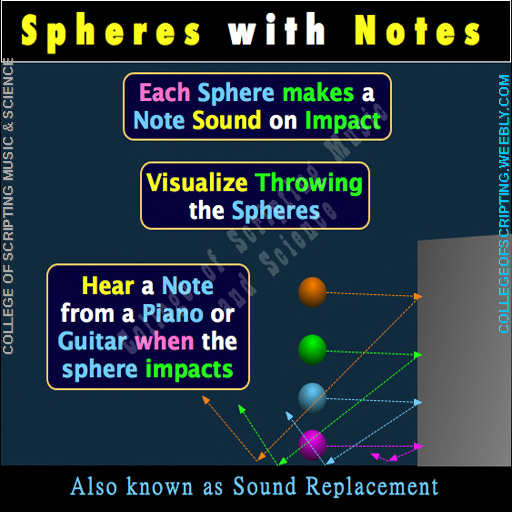 Spheres with Notes
Each Sphere makes a
Note Sound on Impact
Visualize Throwing
the Spheres
Hear a Note
from a Piano or
Guitar when the
sphere impacts
Also known as Sound Replacement
COLLEGE OF SCRIPTING MUSIC & SCIENCE
COLLEGEOFSCRIPTING.WEEBLY.COM
College of Scripting Music
and Science